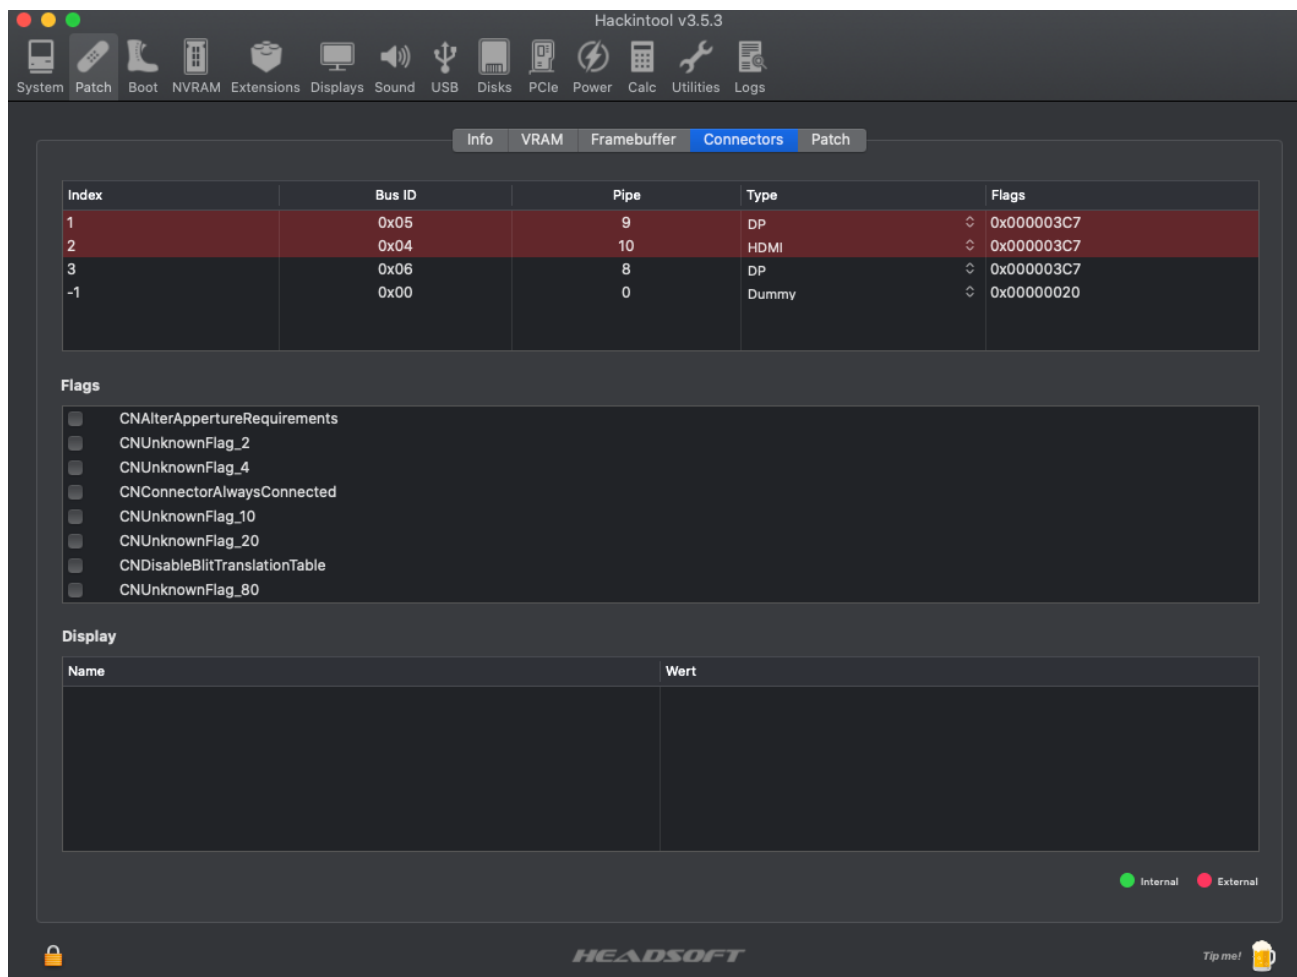 Hackintool v3.5.3
System Patch Boot NVRAM Extensions Displays Sound USB Disks PCIe Power Calc Utilities Logs
Info VRAM Framebuffer Connectors Patch
Index Bus ID Pipe Type Flags
1 0x05 9 DP 0x000003C7
2 0x04 10 HDMI 0x000003C7
3 0x06 8 DP 0x000003C7
-1 0x00 0 Dummy 0x00000020
Flags
CNAlterAppertureRequirements
CNUnknownFlag_2
CNUnknownFlag_4
CNConnectorAlwaysConnected
CNUnknownFlag_10
CNUnknownFlag_20
CNDisableBlitTranslationTable
CNUnknownFlag_80
Display
Name Wert
Internal External
HEADSOFT
Tip me!